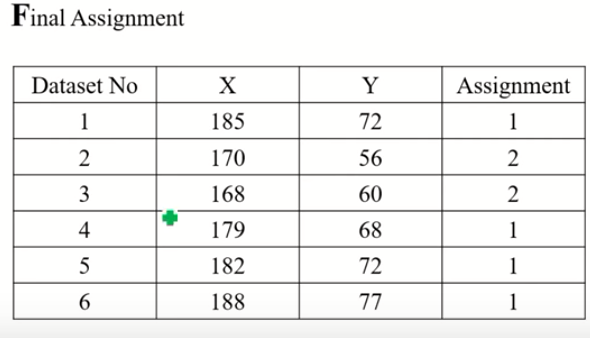 Final Assignment
Dataset No X Y Assignment
1 185 72 1
2 170 56 2
3 168 60 2
4 179 68 1
5 182 72 1
6 188 77 1